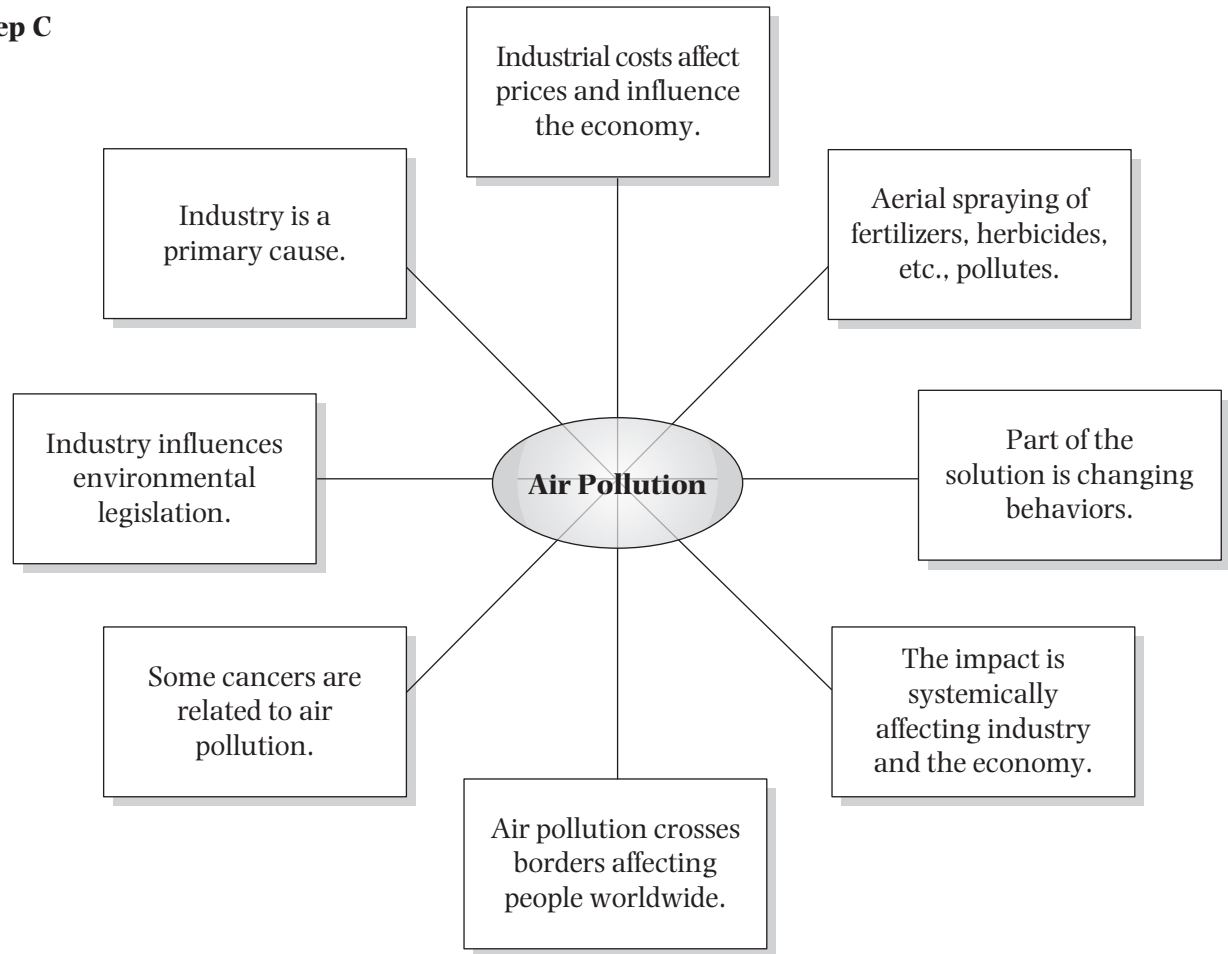 ep C
Industrial costs affect
prices and influence
the economy.
Industry is a
primary cause.
Aerial spraying of
fertilizers, herbicides,
etc., pollutes.
Industry influences
environmental
legislation.
Air Pollution
Part of the
solution is changing
behaviors.
Some cancers are
related to air
pollution.
The impact is
systemically
affecting industry
and the economy.
Air pollution crosses
borders affecting
people worldwide.